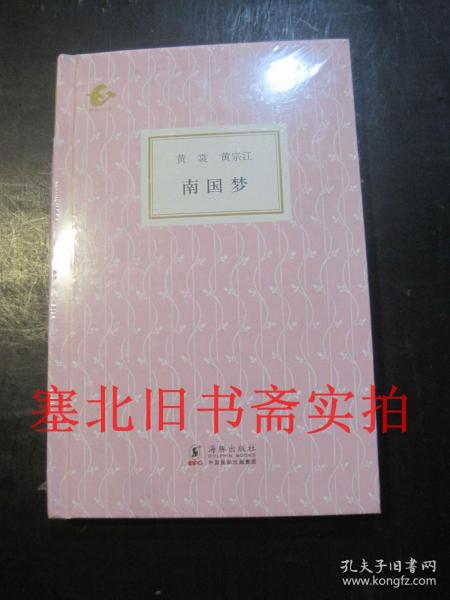 黄 裳 黄宗江
南国梦
塞北旧书斋实拍
海豚出版社
DOLPHIN BOOKS
CIPG 中国国际出版集团
孔夫子旧书网
www.kongfz.com